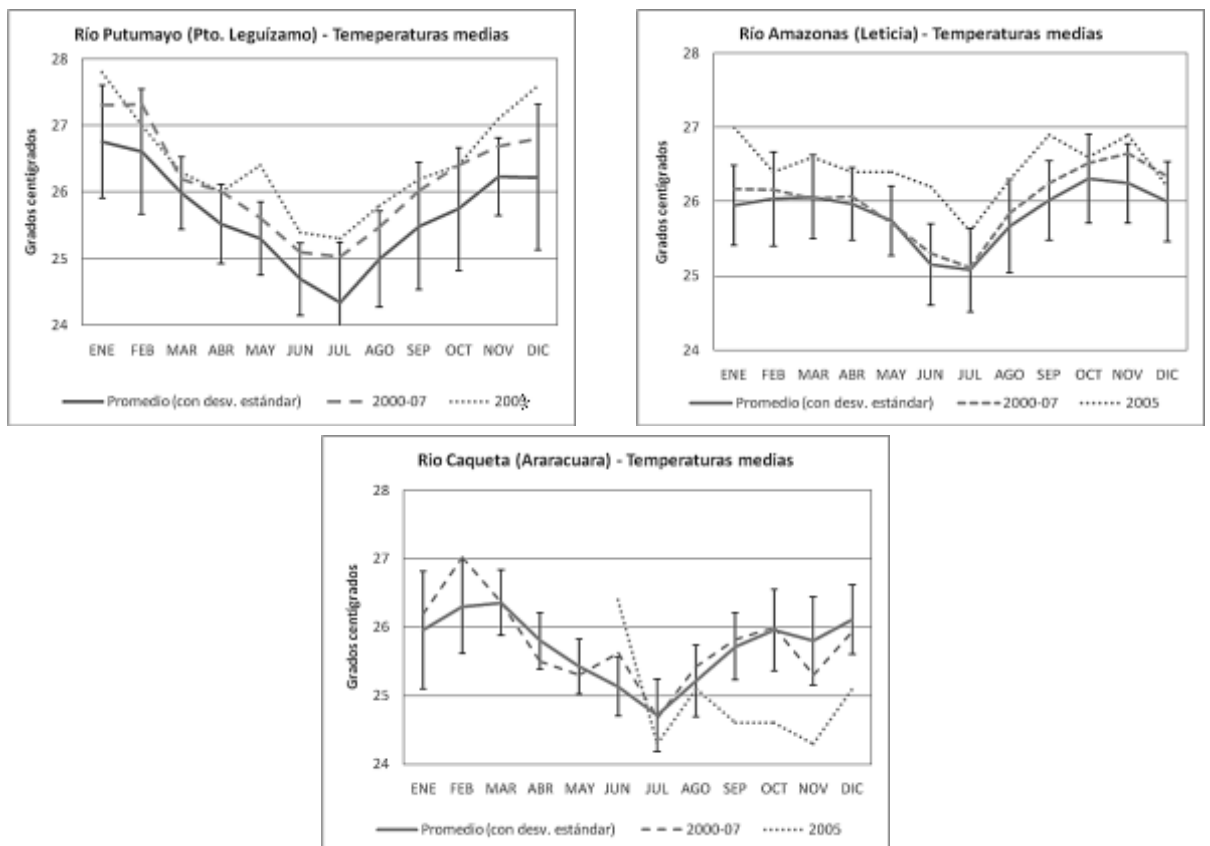 Río Putumayo (Pto. Leguízamo) - Temeperaturas medias
Grados centígrados
28
27
26
25
24
ENE FEB MAR ABR MAY JUN JUL AGO SEP OCT NOV DIC
Promedio (con desv. estándar) 2000-07 2005
Río Amazonas (Leticia) - Temperaturas medias
Grados centígrados
28
27
26
25
24
ENE FEB MAR ABR MAY JUN JUL AGO SEP OCT NOV DIC
Promedio (con desv. estándar) 2000-07 2005
Rio Caqueta (Araracuara) - Temperaturas medias
Grados centígrados
28
27
26
25
24
ENE FEB MAR ABR MAY JUN JUL AGO SEP OCT NOV DIC
Promedio (con desv. estándar) 2000-07 2005